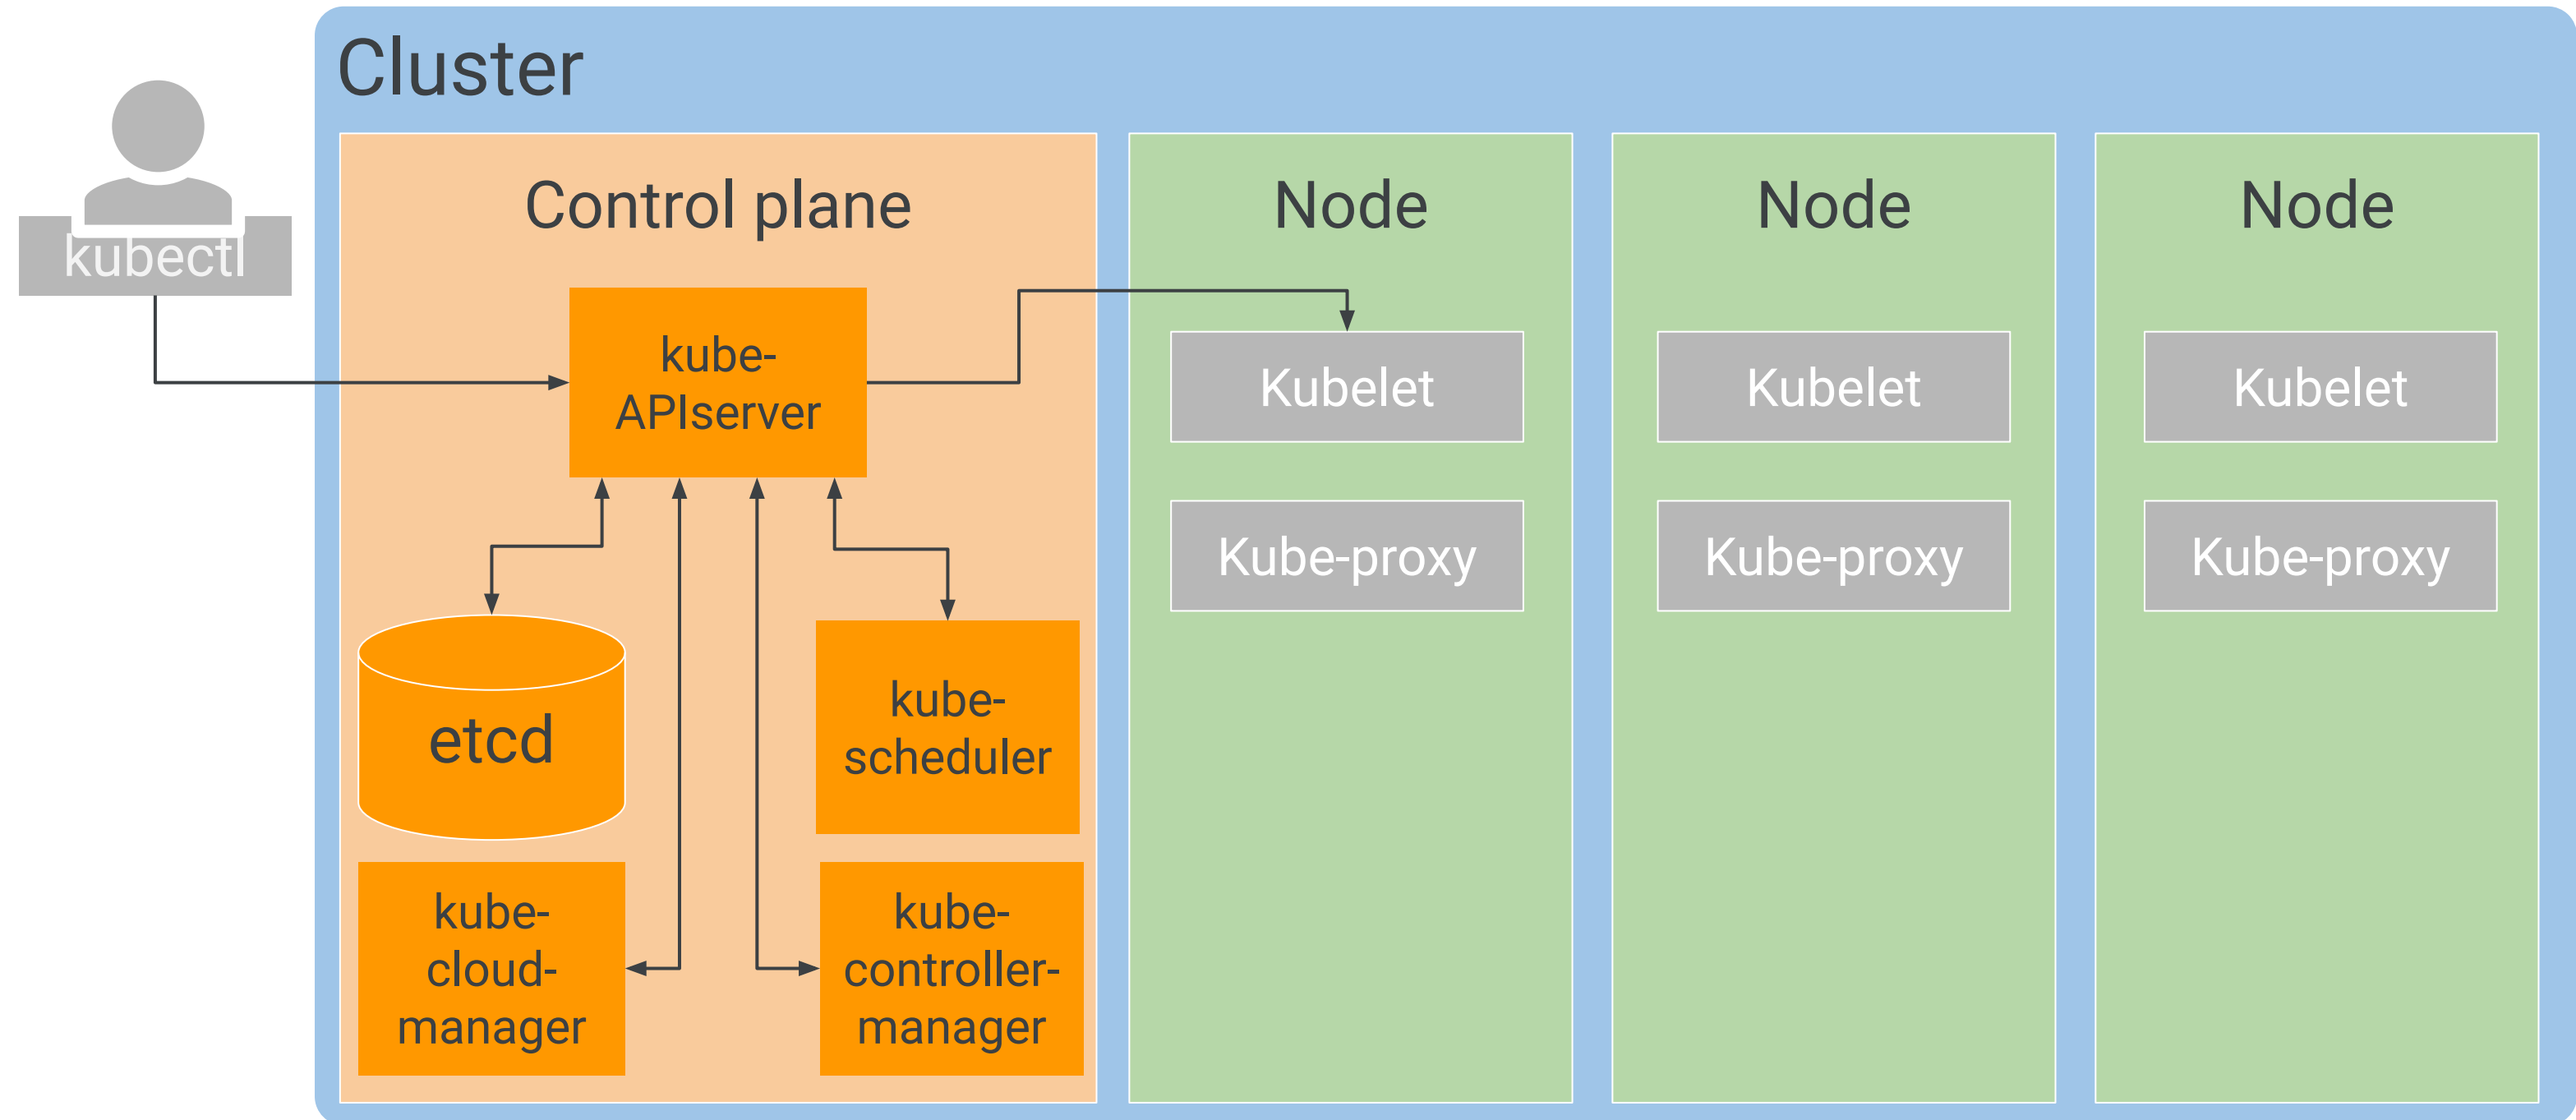 Cluster
kubectl
Control plane
kube-
APIserver
etcd
kube-
scheduler
kube-
cloud-
manager
kube-
controller-
manager
Node
Kubelet
Kube-proxy
Node
Kubelet
Kube-proxy
Node
Kubelet
Kube-proxy